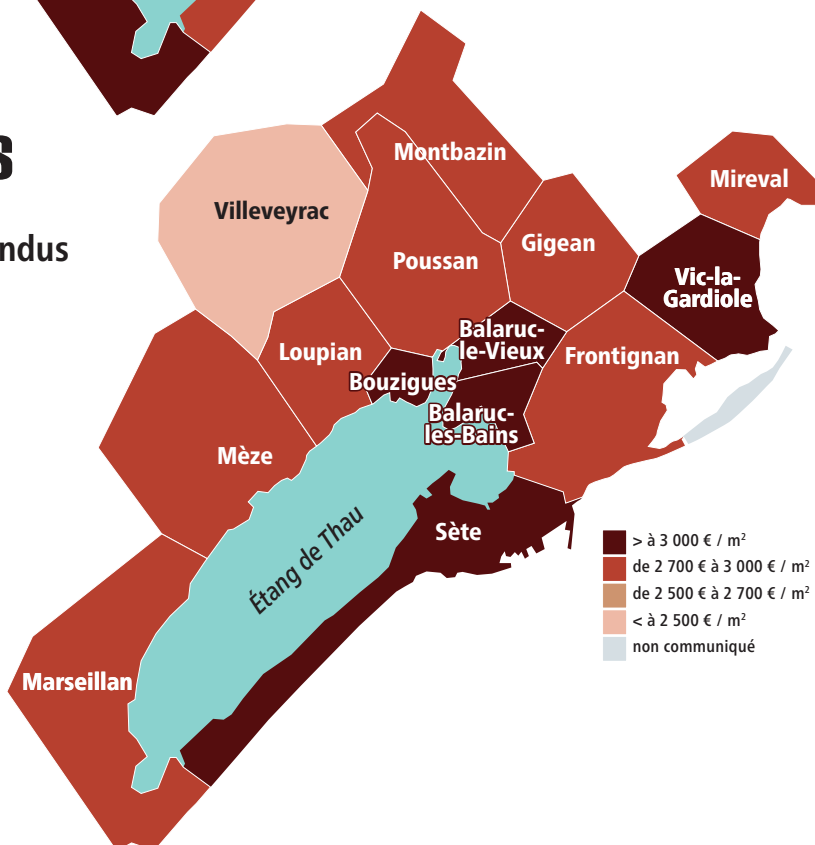 s
ndus
Montbazin
Mireval
Villeveyrac
Gigean
Poussan
Vic-la-
Gardiole
Balaruc-
le-Vieux
Loupian
Frontignan
Bouzigues
Balaruc-
les-Bains
Mèze
Sète
Étang de Thau
Marseillan
> à 3 000 € / m²
de 2 700 € à 3 000 € / m²
de 2 500 € à 2 700 € / m²
< à 2 500 € / m²
non communiqué